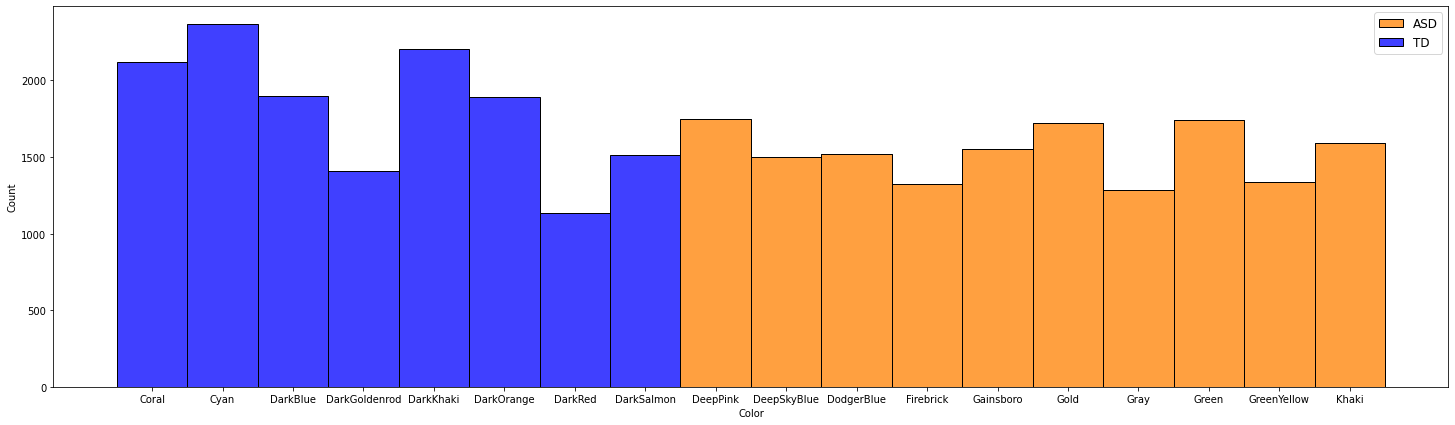 ASD
TD
2000
1500
1000
500
0
Count
Coral Cyan DarkBlue DarkGoldenrod DarkKhaki DarkOrange DarkRed DarkSalmon DeepPink DeepSkyBlue DodgerBlue Firebrick Gainsboro Gold Gray Green GreenYellow Khaki
Color